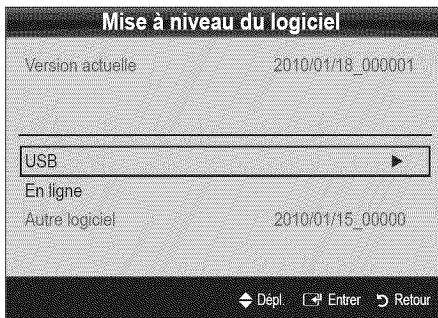 Mise à niveau du logiciel
Version actuelle 2010/01/18_000001
USB ►
En ligne
Autre logiciel 2010/01/15_00000
Dépl. Entrer Retour